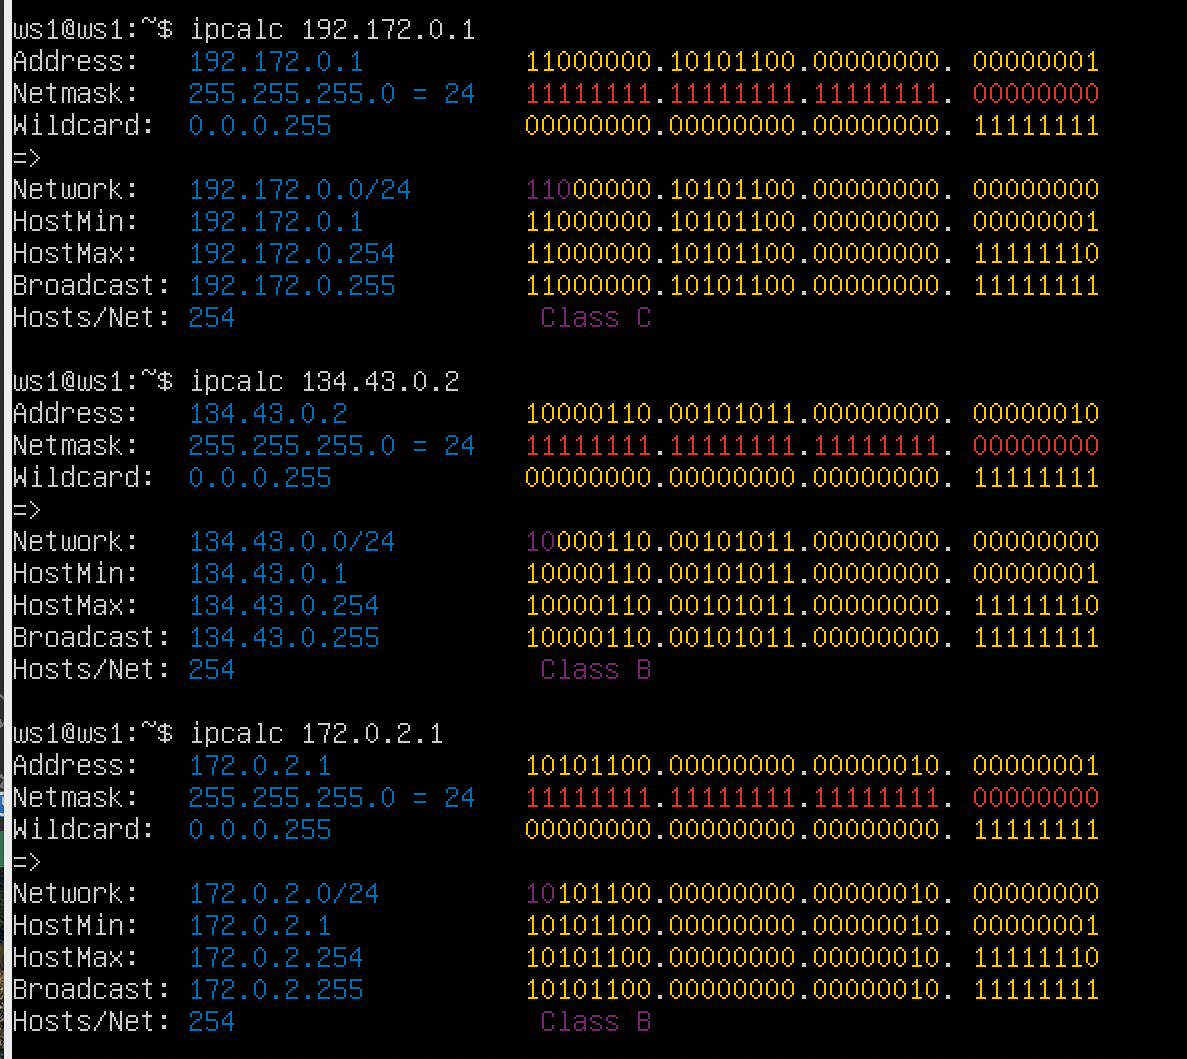 ws1@ws1:~$ ipcalc 192.172.0.1
Address:   192.172.0.1          11000000.10101100.00000000. 00000001
Netmask:   255.255.255.0 = 24   11111111.11111111.11111111. 00000000
Wildcard:  0.0.0.255            00000000.00000000.00000000. 11111111
=>
Network:   192.172.0.0/24       11000000.10101100.00000000. 00000000
HostMin:   192.172.0.1          11000000.10101100.00000000. 00000001
HostMax:   192.172.0.254        11000000.10101100.00000000. 11111110
Broadcast: 192.172.0.255        11000000.10101100.00000000. 11111111
Hosts/Net: 254                   Class C
ws1@ws1:~$ ipcalc 134.43.0.2
Address:   134.43.0.2           10000110.00101011.00000000. 00000010
Netmask:   255.255.255.0 = 24   11111111.11111111.11111111. 00000000
Wildcard:  0.0.0.255            00000000.00000000.00000000. 11111111
=>
Network:   134.43.0.0/24        10000110.00101011.00000000. 00000000
HostMin:   134.43.0.1           10000110.00101011.00000000. 00000001
HostMax:   134.43.0.254         10000110.00101011.00000000. 11111110
Broadcast: 134.43.0.255         10000110.00101011.00000000. 11111111
Hosts/Net: 254                   Class B
ws1@ws1:~$ ipcalc 172.0.2.1
Address:   172.0.2.1            10101100.00000000.00000010. 00000001
Netmask:   255.255.255.0 = 24   11111111.11111111.11111111. 00000000
Wildcard:  0.0.0.255            00000000.00000000.00000000. 11111111
=>
Network:   172.0.2.0/24         10101100.00000000.00000010. 00000000
HostMin:   172.0.2.1            10101100.00000000.00000010. 00000001
HostMax:   172.0.2.254          10101100.00000000.00000010. 11111110
Broadcast: 172.0.2.255          10101100.00000000.00000010. 11111111
Hosts/Net: 254                   Class B